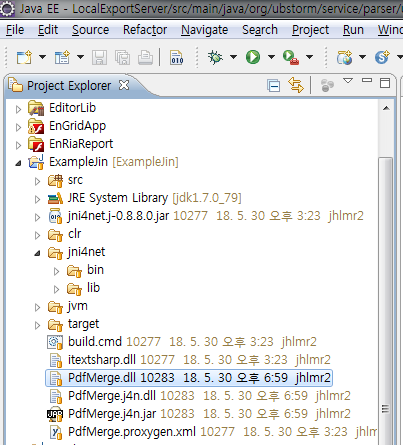 Java EE - LocalExportServer/src/main/java/org/ubstorm/service/parser/
File Edit Source Refactor Navigate Search Project Run Wind
Project Explorer
EditorLib
EnGridApp
EnRiaReport
ExampleJin [ExampleJin]
src
JRE System Library [jdk1.7.0_79]
jni4net.j-0.8.8.0.jar 10277 18. 5. 30 오후 3:23 jhlmr2
clr
jni4net
bin
lib
jvm
target
build.cmd 10277 18. 5. 30 오후 3:23 jhlmr2
itextsharp.dll 10277 18. 5. 30 오후 3:23 jhlmr2
PdfMerge.dll 10283 18. 5. 30 오후 6:59 jhlmr2
PdfMerge.j4n.dll 10283 18. 5. 30 오후 6:59 jhlmr2
PdfMerge.j4n.jar 10283 18. 5. 30 오후 6:59 jhlmr2
PdfMerge.proxygen.xml 10277 18. 5. 30 오후